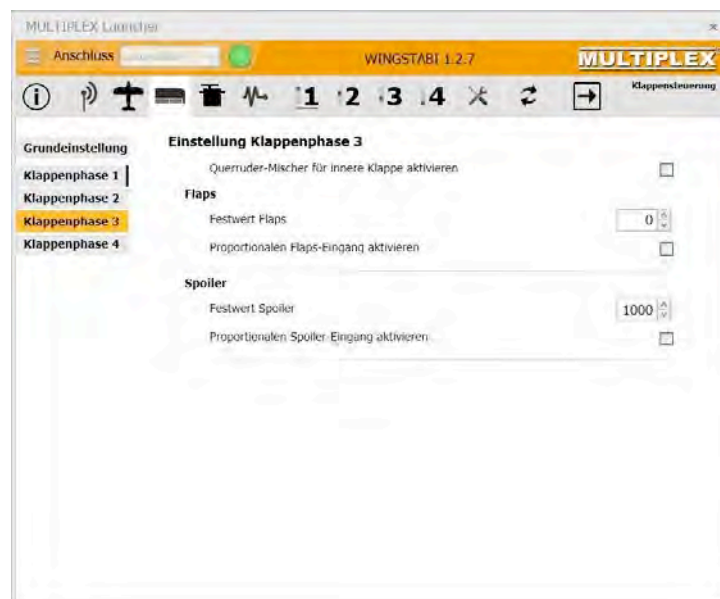 MULTIPLEX Launcher
Anschluss
WINGSTABI 1.2.7
MULTIPLEX
1 2 3 4
Klappensteuerung
Grundeinstellung
Klappenphase 1
Klappenphase 2
Klappenphase 3
Klappenphase 4
Einstellung Klappenphase 3
Querruder-Mischer für innere Klappe aktivieren
Flaps
Festwert Flaps 0
Proportionalen Flaps-Eingang aktivieren
Spoiler
Festwert Spoiler 1000
Proportionalen Spoiler-Eingang aktivieren